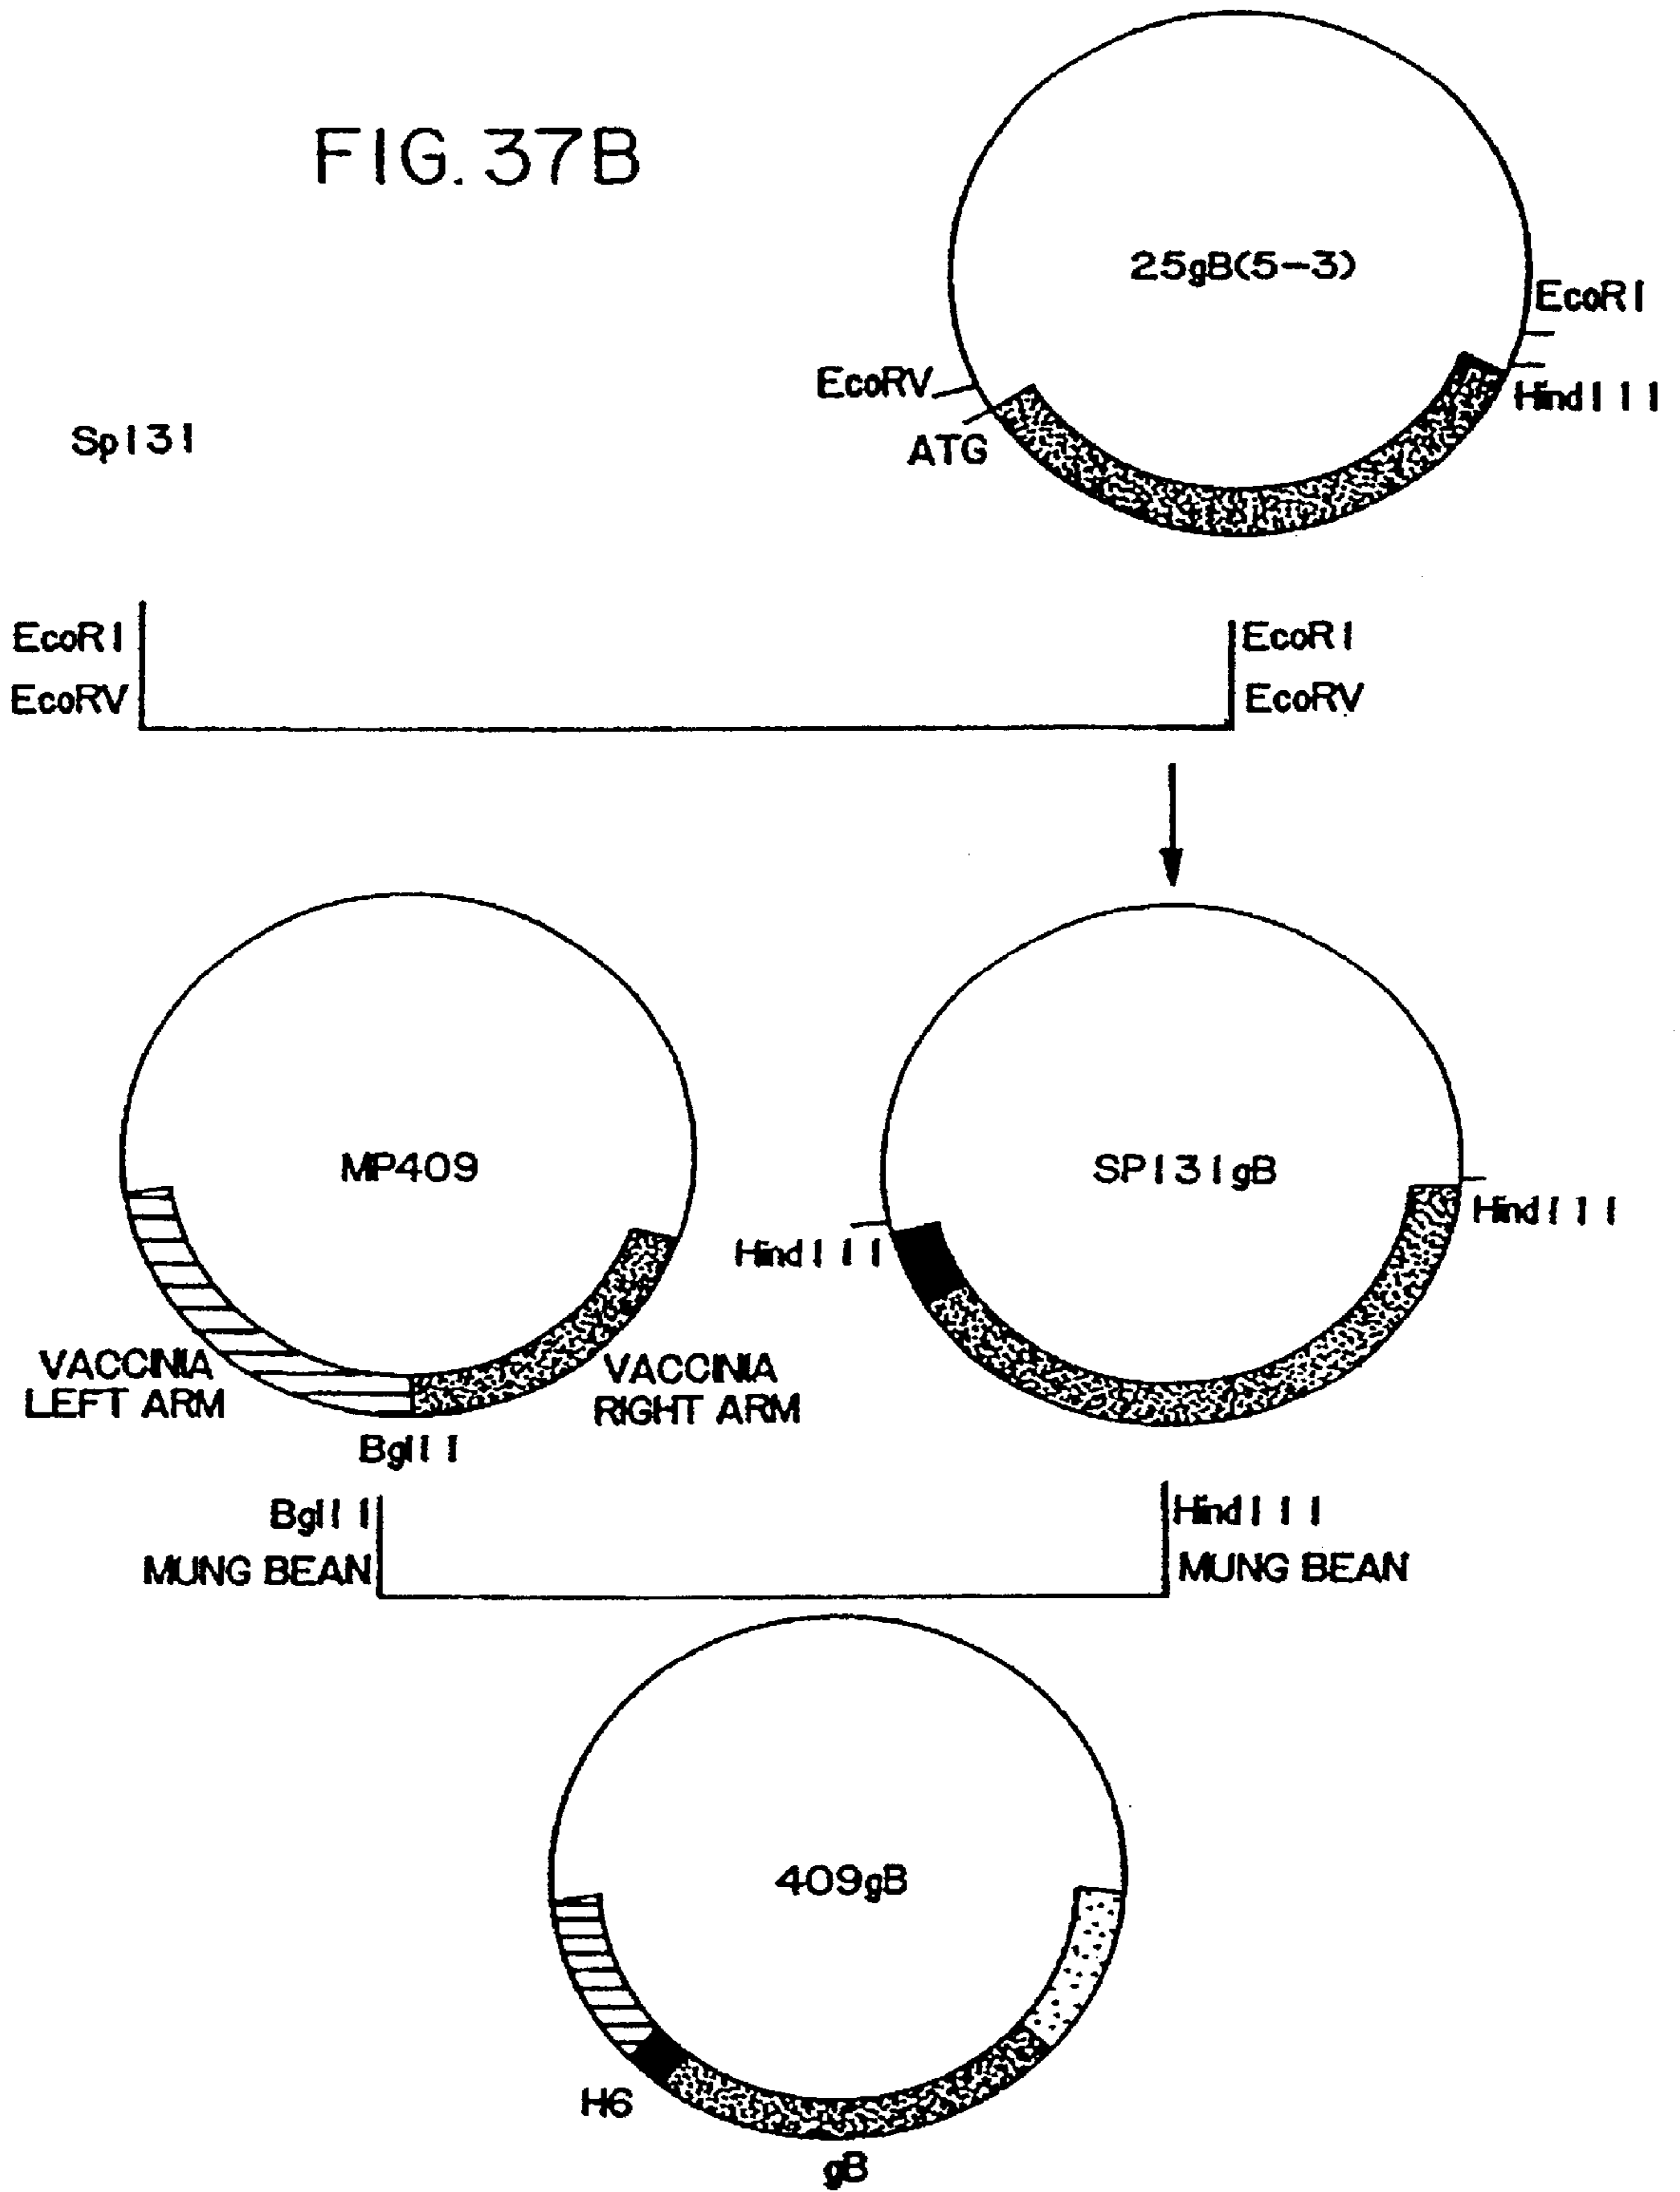 FIG. 37B
25gB(5-3)
EcoRI
EcoRV
HindIII
ATG
Sp131
EcoRI
EcoRV
EcoRI
EcoRV
MP409
SP131gB
HindIII
HindIII
VACCINIA
LEFT ARM
VACCINIA
RIGHT ARM
BglII
BglII
MUNG BEAN
HindIII
MUNG BEAN
409gB
H6
gB